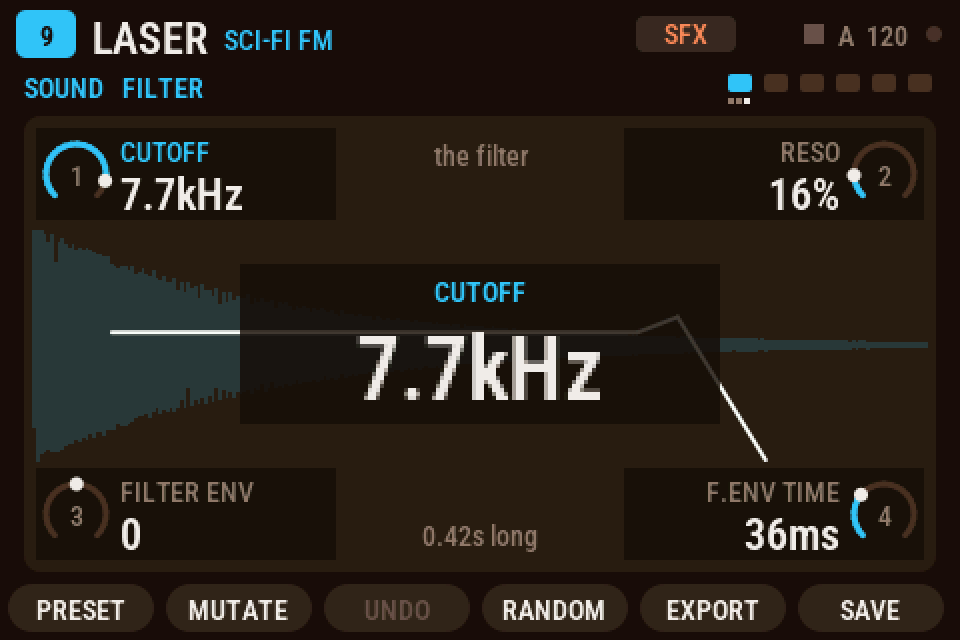 9 LASER SCI-FI FM SFX A 120
SOUND FILTER
1 CUTOFF 7.7kHz
the filter
RESO 16% 2
CUTOFF
7.7kHz
3 FILTER ENV 0
0.42s long
F.ENV TIME 36ms 4
PRESET MUTATE UNDO RANDOM EXPORT SAVE